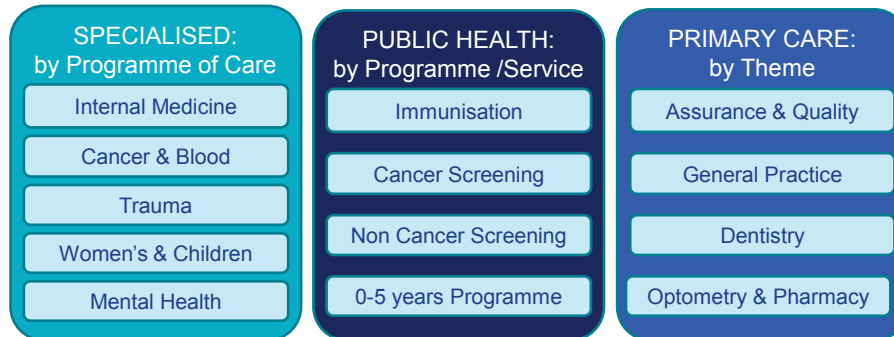 SPECIALISED:
by Programme of Care
Internal Medicine
Cancer & Blood
Trauma
Women's & Children
Mental Health
PUBLIC HEALTH:
by Programme /Service
Immunisation
Cancer Screening
Non Cancer Screening
0-5 years Programme
PRIMARY CARE:
by Theme
Assurance & Quality
General Practice
Dentistry
Optometry & Pharmacy